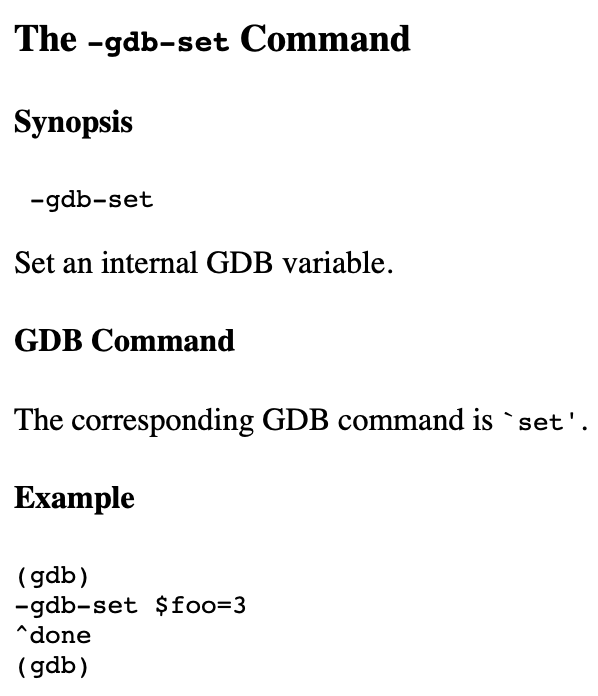 The -gdb-set Command
Synopsis
-gdb-set
Set an internal GDB variable.
GDB Command
The corresponding GDB command is `set'.
Example
(gdb)
-gdb-set $foo=3
^done
(gdb)